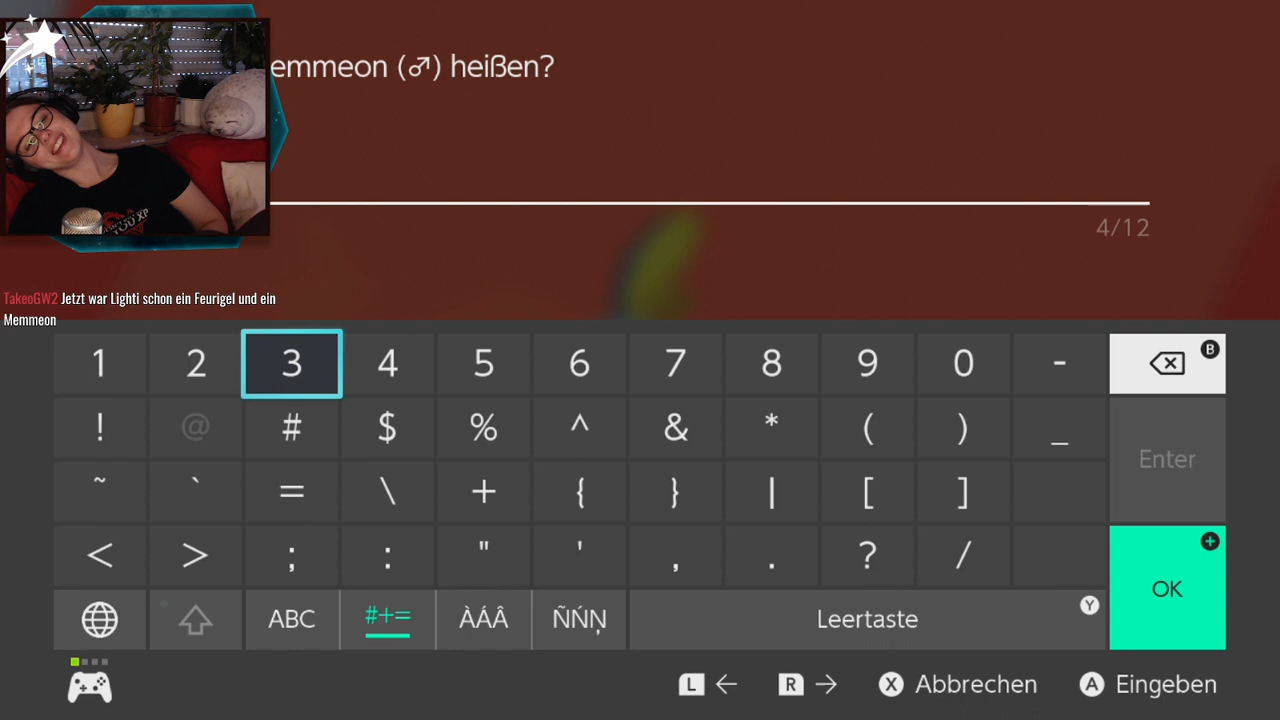 emmeon (♂) heißen?
4/12
TakeoGW2 Jetzt war Lighti schon ein Feurigel und ein
Memmeon
1 2 3 4 5 6 7 8 9 0 - B
! @ # $ % ^ & * ( ) _ Enter
~ ` = \ + { } | [ ]
< > ; : " ' , . ? / + OK
ABC #+= ÀÁÂ ÑŃŅ Leertaste Y
L ← R → X Abbrechen A Eingeben